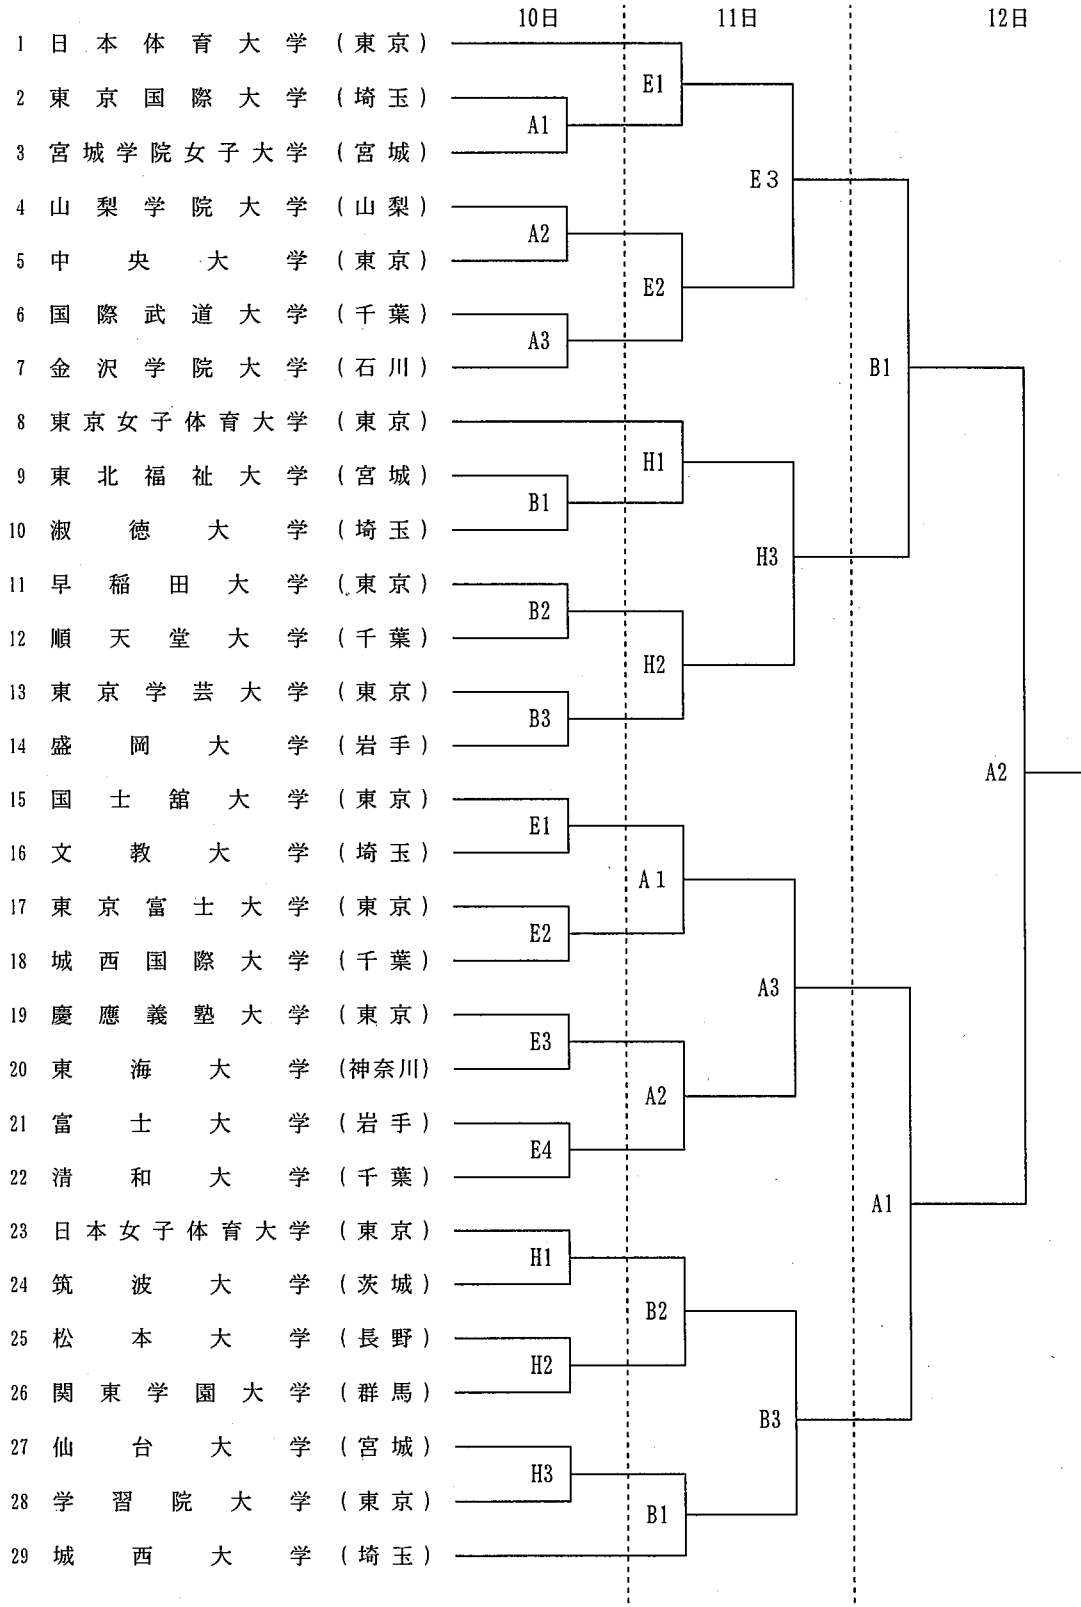 10日 11日 12日
1 日本体育大学 (東京)
E1
2 東京国際大学 (埼玉)
A1
3 宮城学院女子大学 (宮城)
E3
4 山梨学院大学 (山梨)
A2
5 中央大学 (東京)
E2
6 国際武道大学 (千葉)
A3
7 金沢学院大学 (石川)
B1
8 東京女子体育大学 (東京)
H1
9 東北福祉大学 (宮城)
B1
10 淑徳大学 (埼玉)
H3
11 早稲田大学 (東京)
B2
12 順天堂大学 (千葉)
H2
13 東京学芸大学 (東京)
B3
14 盛岡大学 (岩手)
A2
15 国士舘大学 (東京)
E1
16 文教大学 (埼玉)
A1
17 東京富士大学 (東京)
E2
18 城西国際大学 (千葉)
A3
19 慶應義塾大学 (東京)
E3
20 東海大学 (神奈川)
A2
21 富士大学 (岩手)
E4
22 清和大学 (千葉)
A1
23 日本女子体育大学 (東京)
H1
24 筑波大学 (茨城)
B2
25 松本大学 (長野)
H2
26 関東学園大学 (群馬)
B3
27 仙台大学 (宮城)
H3
28 学習院大学 (東京)
B1
29 城西大学 (埼玉)